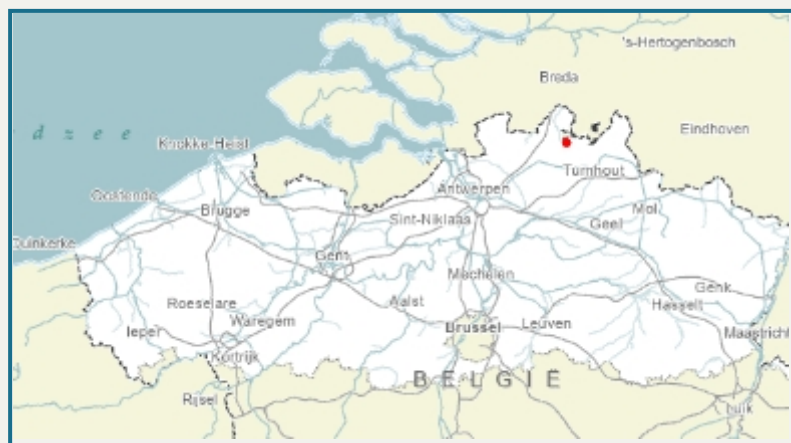 's-Hertogenbosch
Breda
d z e e
Eindhoven
Knokke-Heist
Turnhout
Oostende
Antwerpen
Brugge
Sint-Niklaas
Mol
Geel
Duinkerke
Gent
Mechelen
Genk
Roeselare
Aalst
Hasselt
Ieper
Waregem
Brussel
Leuven
Maastricht
Kortrijk
BELGIË
Rijsel
Luik